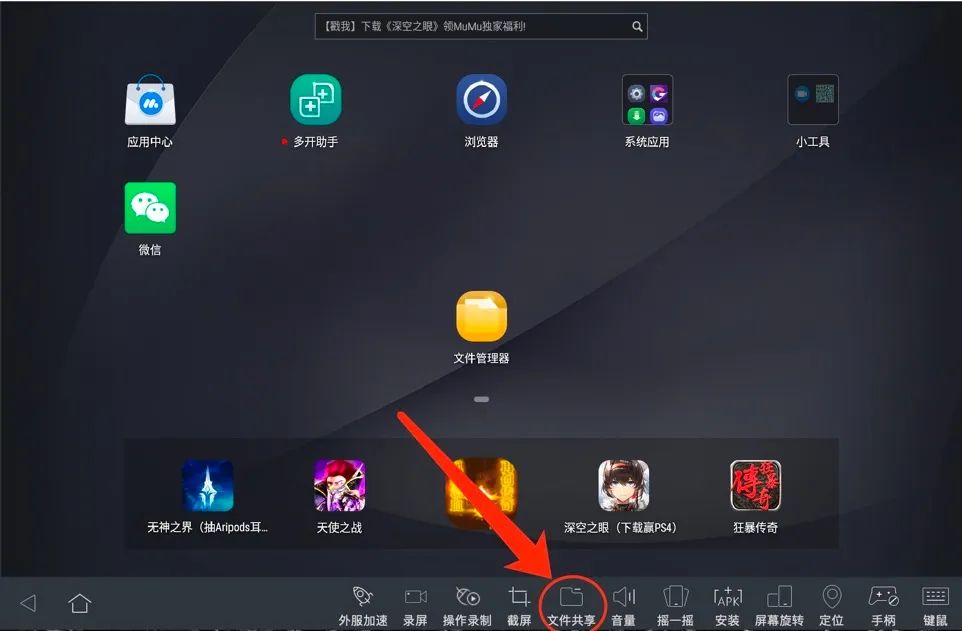 【戳我】下载《深空之眼》领MuMu独家福利!
应用中心
多开助手
浏览器
系统应用
小工具
微信
文件管理器
无神之界（抽Aripods耳...
天使之战
深空之眼（下载赢PS4）
狂暴传奇
狂暴
傳奇
外服加速
录屏
操作录制
截屏
文件共享
音量
摇一摇
APK
安装
屏幕旋转
定位
手柄
键鼠